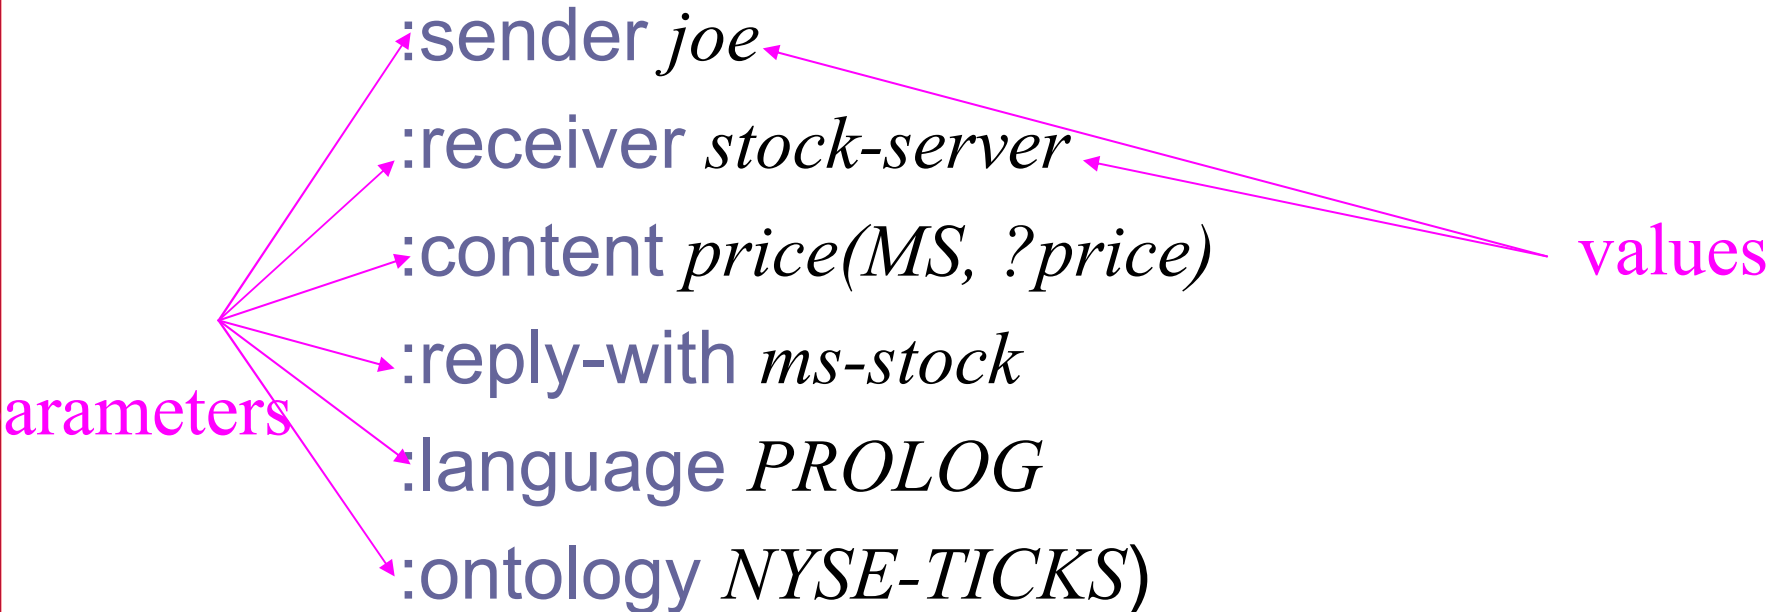 :sender joe
:receiver stock-server
:content price(MS, ?price)
values
:reply-with ms-stock
arameters
:language PROLOG
:ontology NYSE-TICKS)